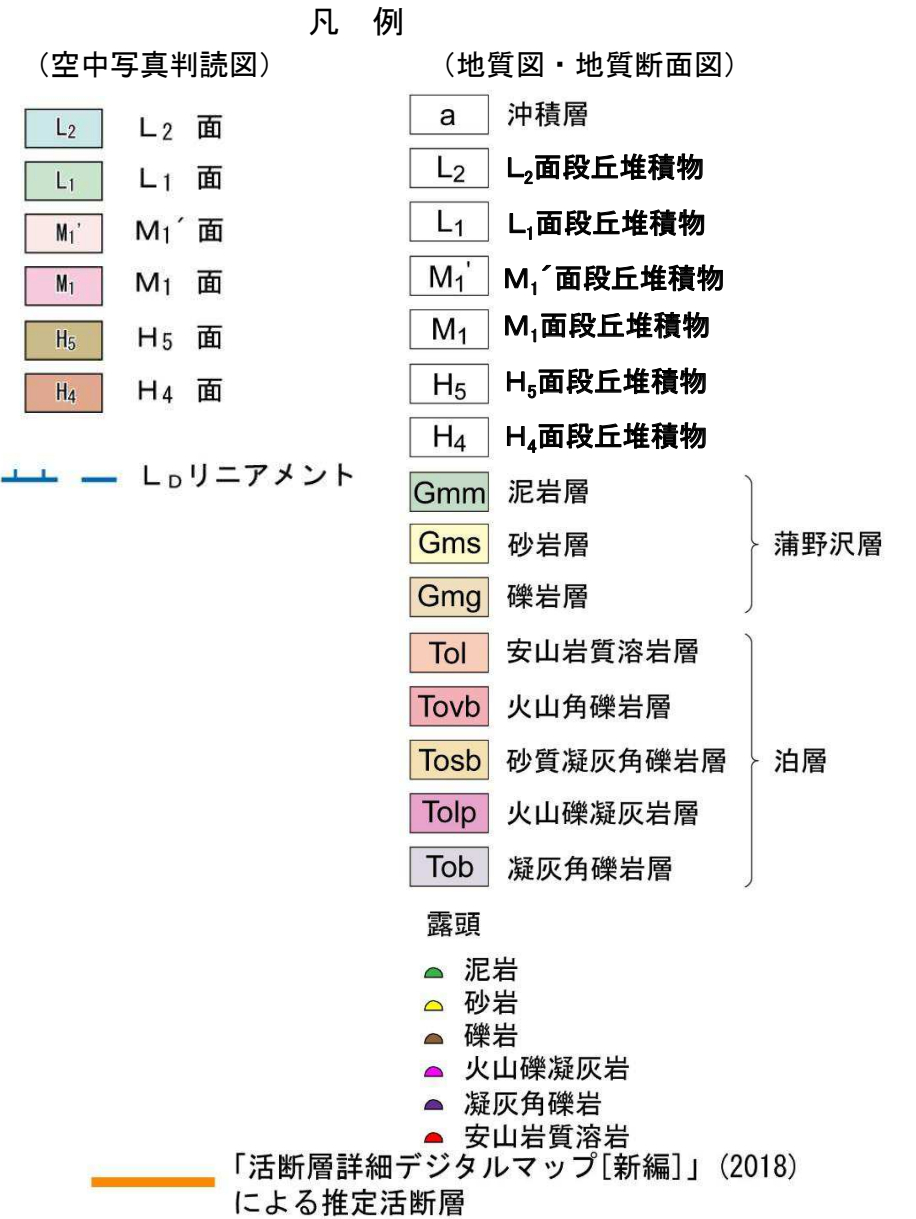 凡 例
(空中写真判読図)
L₂ L₂ 面
L₁ L₁ 面
M₁' M₁´ 面
M₁ M₁ 面
H₅ H₅ 面
H₄ H₄ 面
L_Dリニアメント
(地質図・地質断面図)
a 沖積層
L₂ L₂面段丘堆積物
L₁ L₁面段丘堆積物
M₁' M₁´面段丘堆積物
M₁ M₁面段丘堆積物
H₅ H₅面段丘堆積物
H₄ H₄面段丘堆積物
Gmm 泥岩層
Gms 砂岩層
Gmg 礫岩層
蒲野沢層
Tol 安山岩質溶岩層
Tovb 火山角礫岩層
Tosb 砂質凝灰角礫岩層
Tolp 火山礫凝灰岩層
Tob 凝灰角礫岩層
泊層
露頭
泥岩
砂岩
礫岩
火山礫凝灰岩
凝灰角礫岩
安山岩質溶岩
「活断層詳細デジタルマップ[新編]」(2018)
による推定活断層